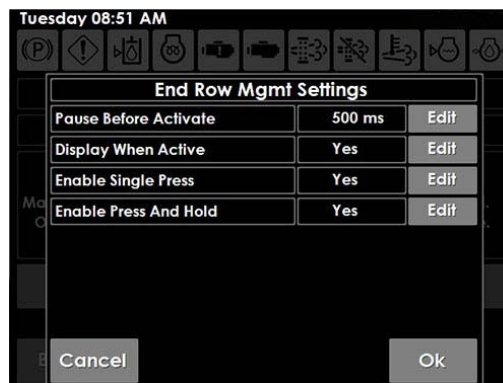 Tuesday 08:51 AM
(P)
End Row Mgmt Settings
Pause Before Activate 500 ms Edit
Display When Active Yes Edit
Enable Single Press Yes Edit
Enable Press And Hold Yes Edit
Cancel Ok